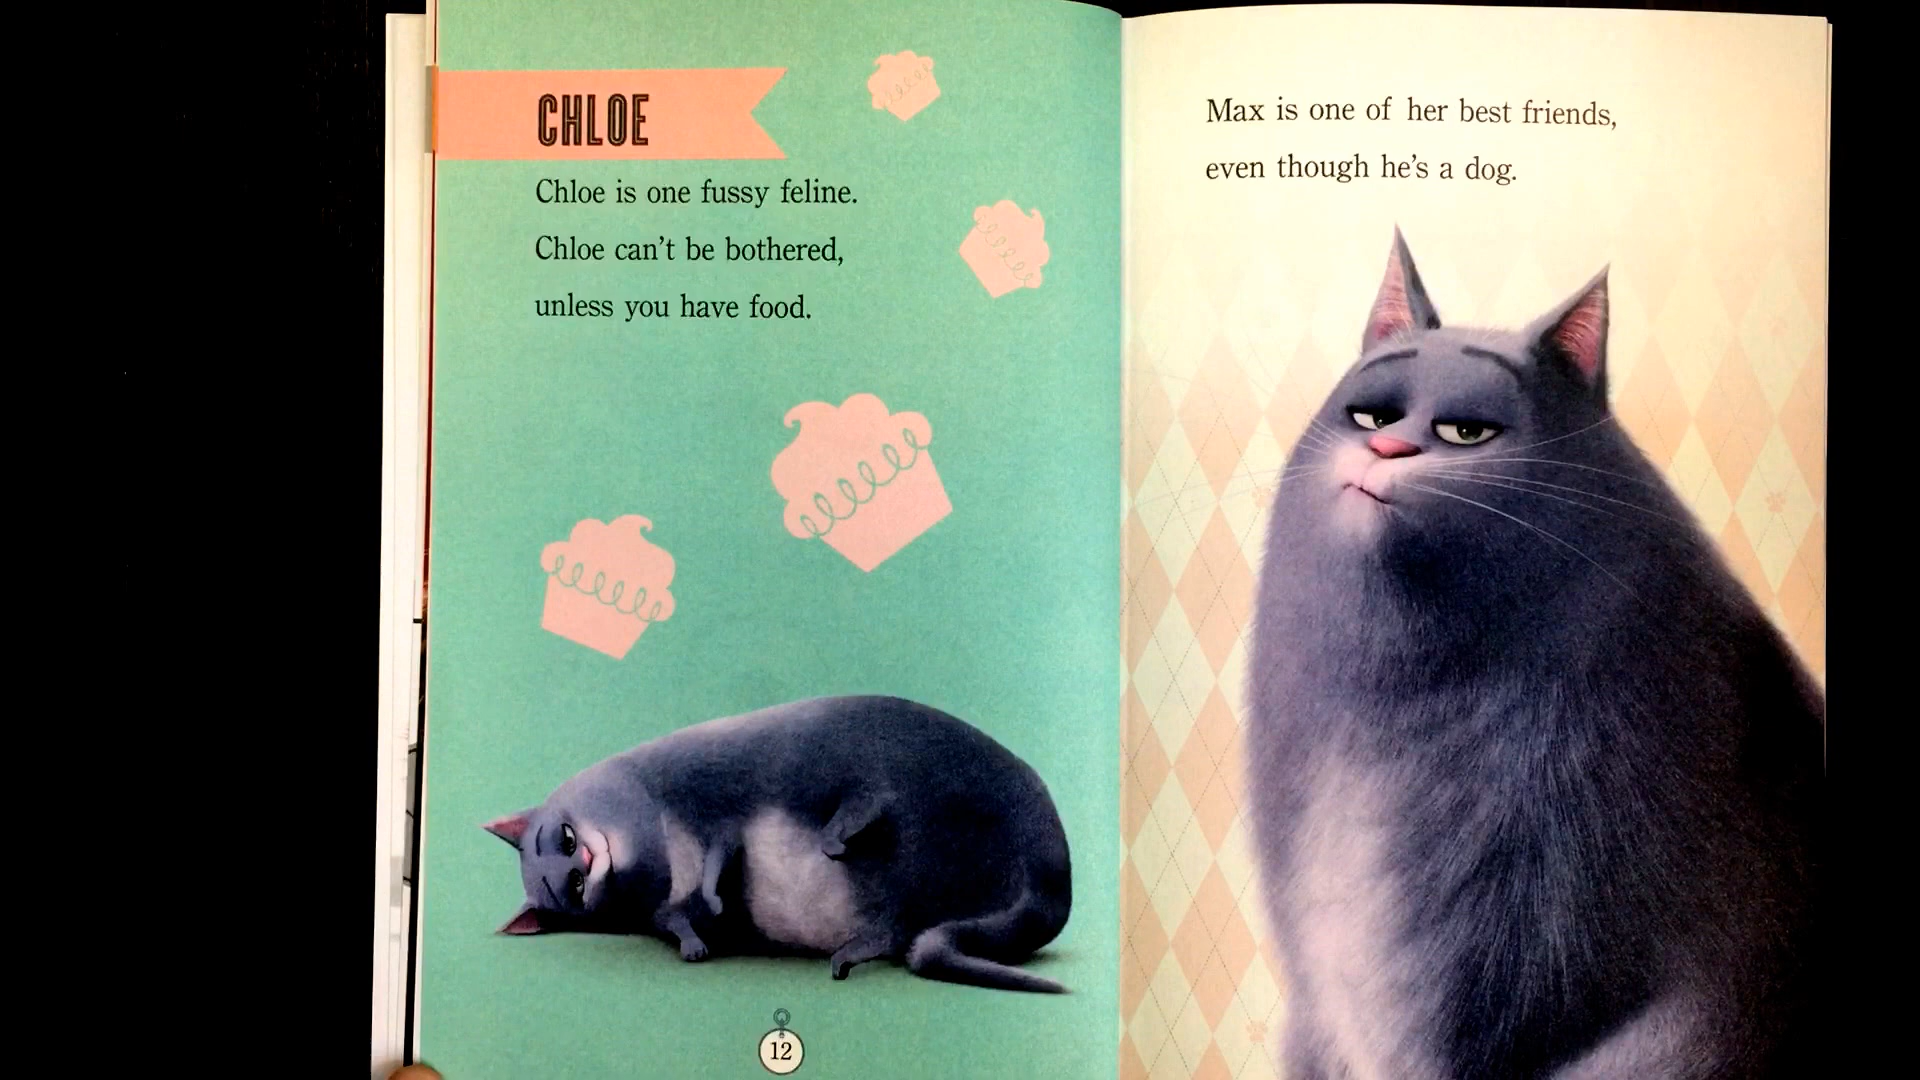 CHLOE
Chloe is one fussy feline.
Chloe can't be bothered,
unless you have food.
12
Max is one of her best friends,
even though he's a dog.